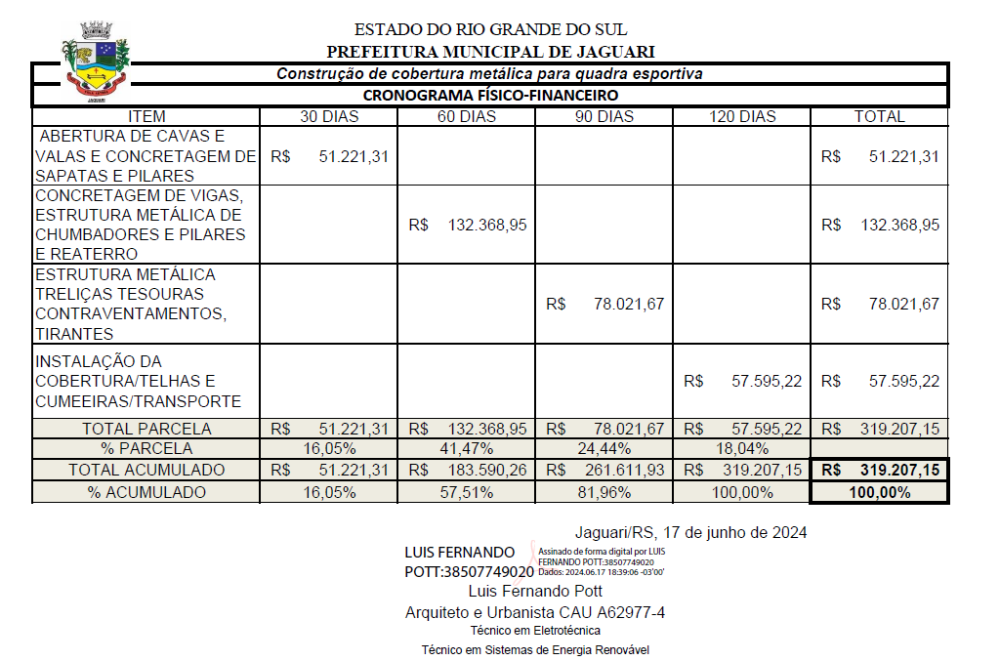 ESTADO DO RIO GRANDE DO SUL
PREFEITURA MUNICIPAL DE JAGUARI
Construção de cobertura metálica para quadra esportiva
CRONOGRAMA FÍSICO-FINANCEIRO
JAGUARI
ITEM 30 DIAS 60 DIAS 90 DIAS 120 DIAS TOTAL
ABERTURA DE CAVAS E
VALAS E CONCRETAGEM DE R$ 51.221,31 R$ 51.221,31
SAPATAS E PILARES
CONCRETAGEM DE VIGAS,
ESTRUTURA METÁLICA DE R$ 132.368,95 R$ 132.368,95
CHUMBADORES E PILARES
E REATERRO
ESTRUTURA METÁLICA
TRELIÇAS TESOURAS R$ 78.021,67 R$ 78.021,67
CONTRAVENTAMENTOS,
TIRANTES
INSTALAÇÃO DA
COBERTURA/TELHAS E R$ 57.595,22 R$ 57.595,22
CUMEEIRAS/TRANSPORTE
TOTAL PARCELA R$ 51.221,31 R$ 132.368,95 R$ 78.021,67 R$ 57.595,22 R$ 319.207,15
% PARCELA 16,05% 41,47% 24,44% 18,04%
TOTAL ACUMULADO R$ 51.221,31 R$ 183.590,26 R$ 261.611,93 R$ 319.207,15 R$ 319.207,15
% ACUMULADO 16,05% 57,51% 81,96% 100,00% 100,00%
Jaguari/RS, 17 de junho de 2024
LUIS FERNANDO
POTT:38507749020
Assinado de forma digital por LUIS
FERNANDO POTT:38507749020
Dados: 2024.06.17 18:39:06 -03'00'
Luis Fernando Pott
Arquiteto e Urbanista CAU A62977-4
Técnico em Eletrotécnica
Técnico em Sistemas de Energia Renovável